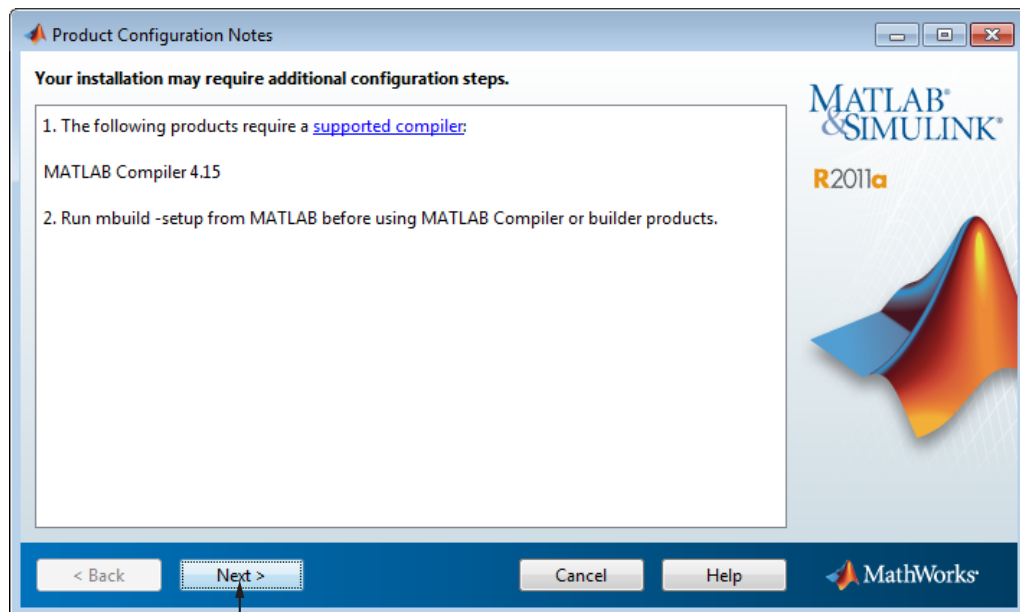 Product Configuration Notes
Your installation may require additional configuration steps.
1. The following products require a supported compiler:
MATLAB Compiler 4.15
2. Run mbuild -setup from MATLAB before using MATLAB Compiler or builder products.
MATLAB®
&SIMULINK®
R2011a
< Back
Next >
Cancel
Help
MathWorks®